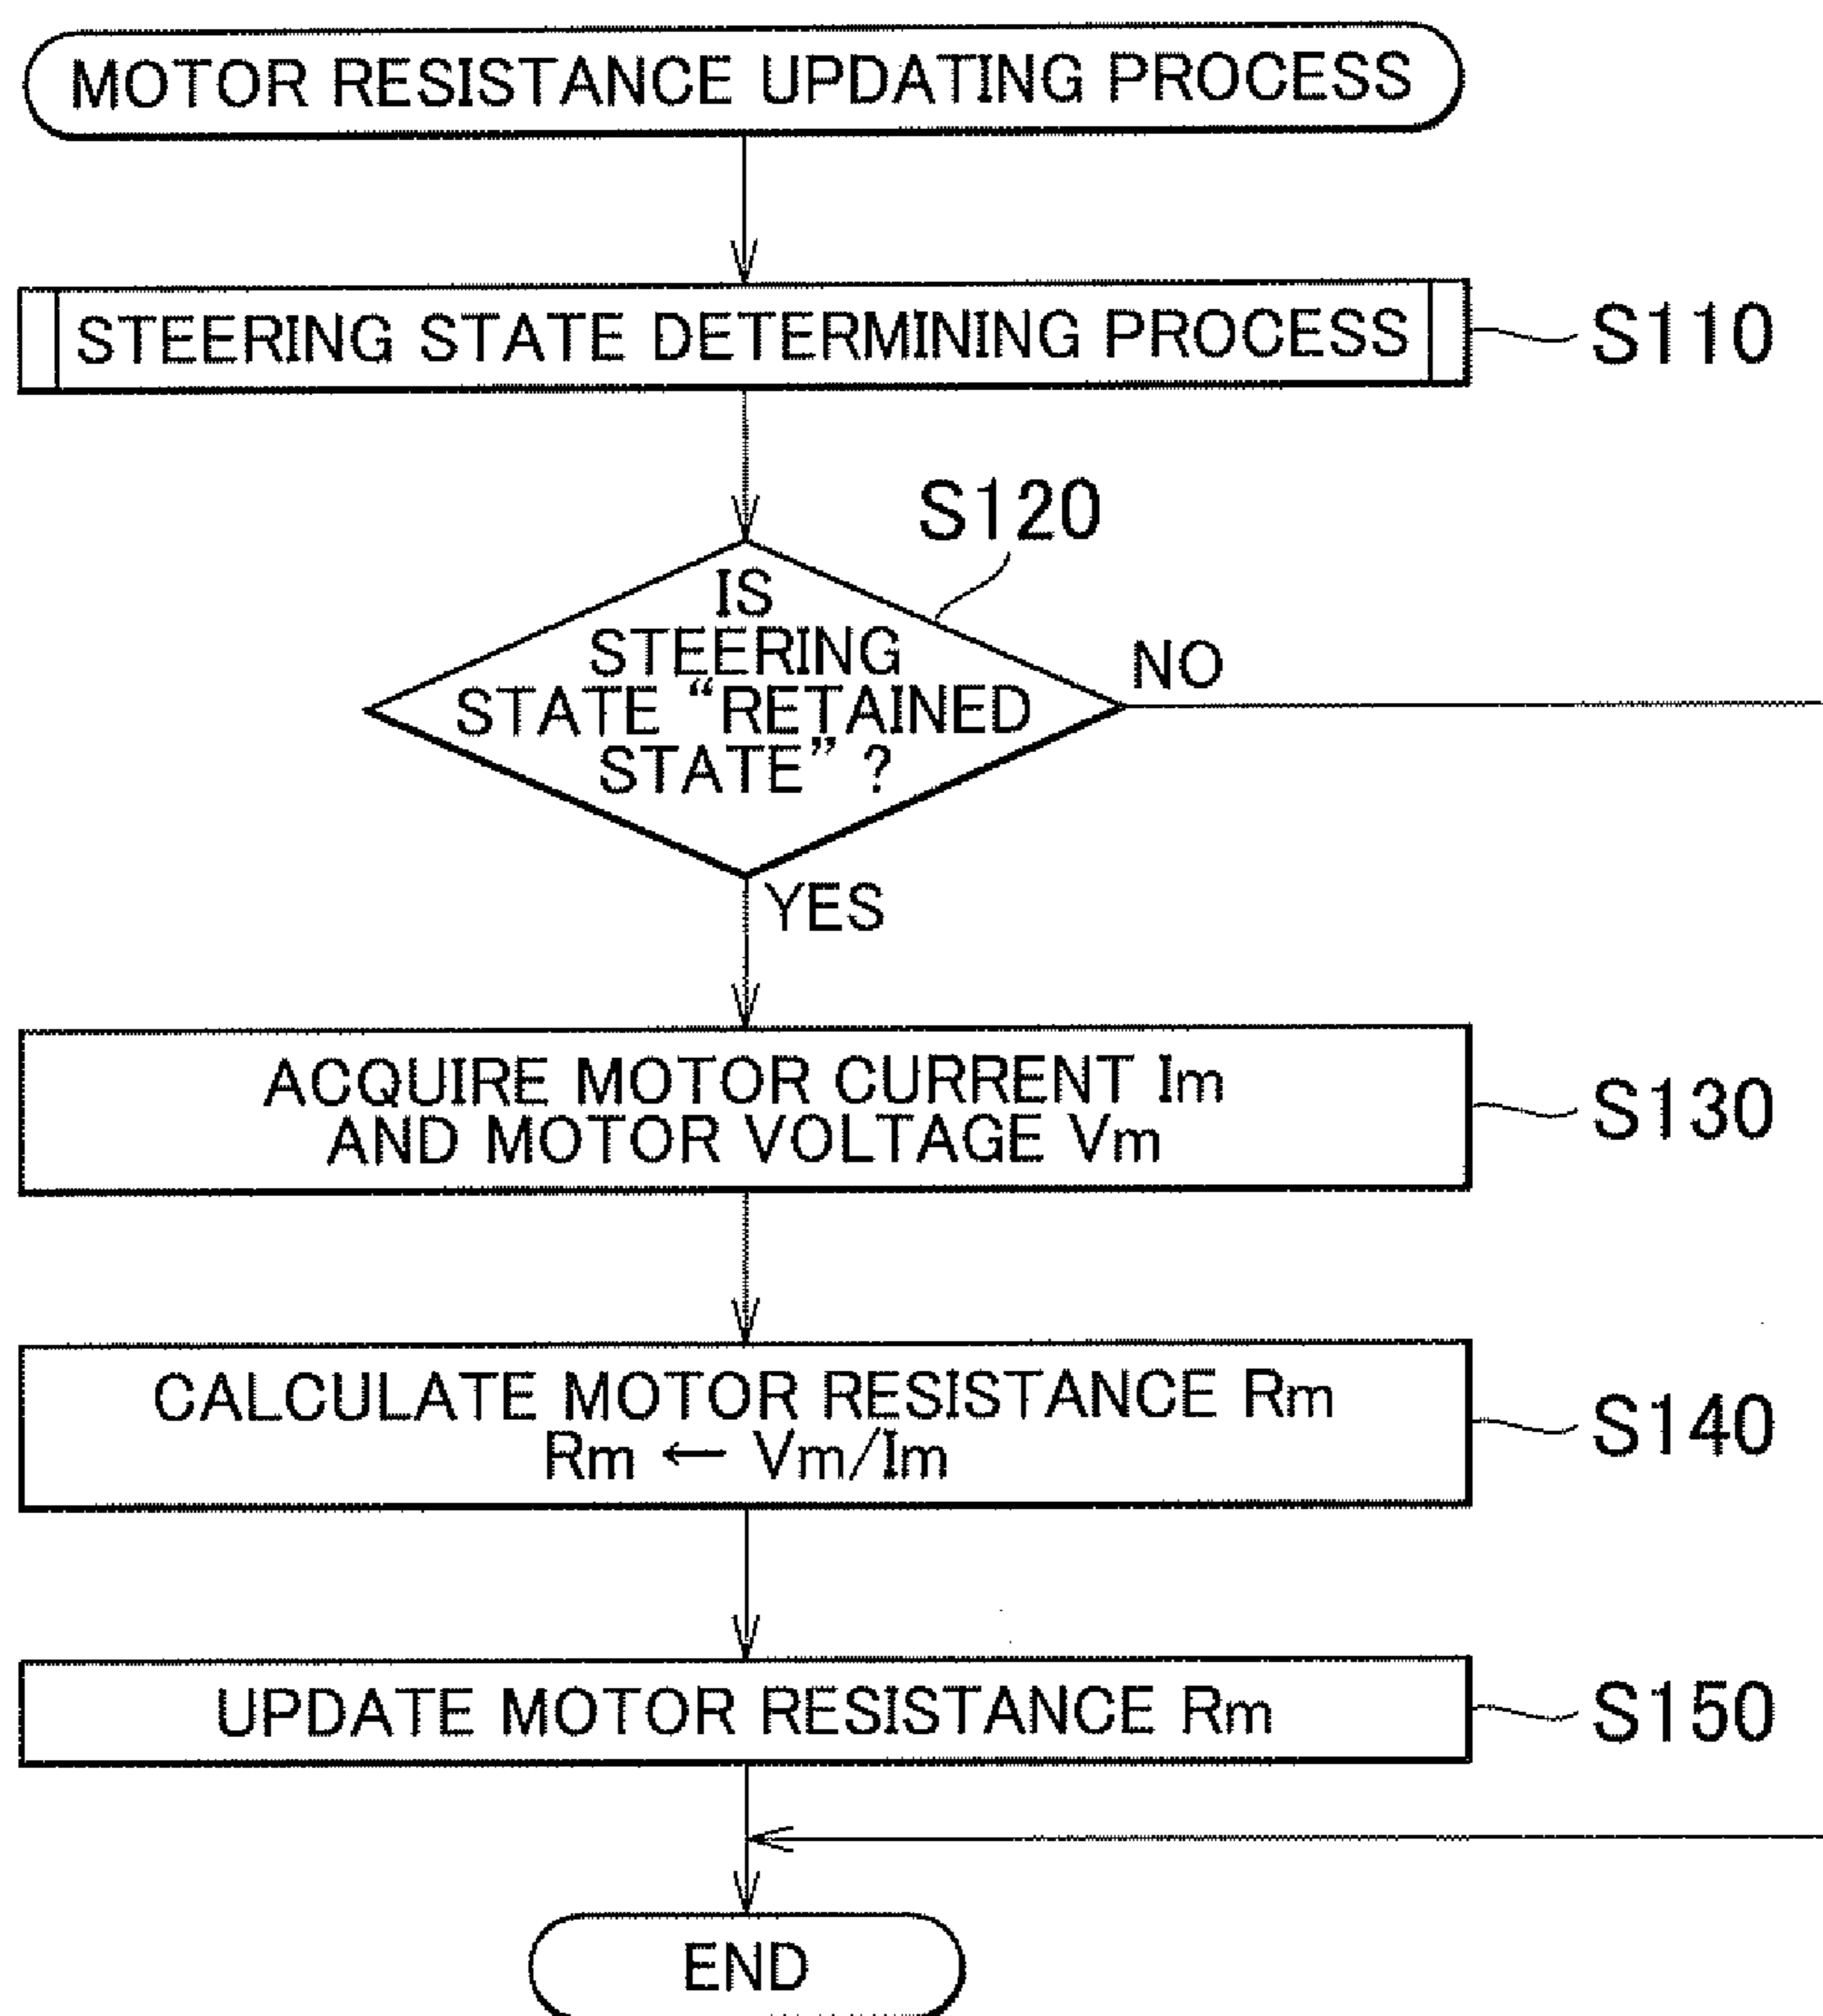 MOTOR RESISTANCE UPDATING PROCESS
STEERING STATE DETERMINING PROCESS
S110
S120
IS
STEERING
STATE “RETAINED
STATE” ?
NO
YES
ACQUIRE MOTOR CURRENT Im
AND MOTOR VOLTAGE Vm
S130
CALCULATE MOTOR RESISTANCE Rm
Rm ← Vm/Im
S140
UPDATE MOTOR RESISTANCE Rm
S150
END